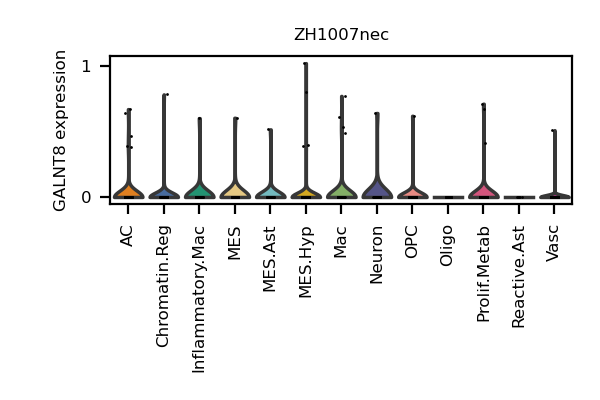 ZH1007nec
GALNT8 expression
1
0
AC
Chromatin.Reg
Inflammatory.Mac
MES
MES.Ast
MES.Hyp
Mac
Neuron
OPC
Oligo
Prolif.Metab
Reactive.Ast
Vasc